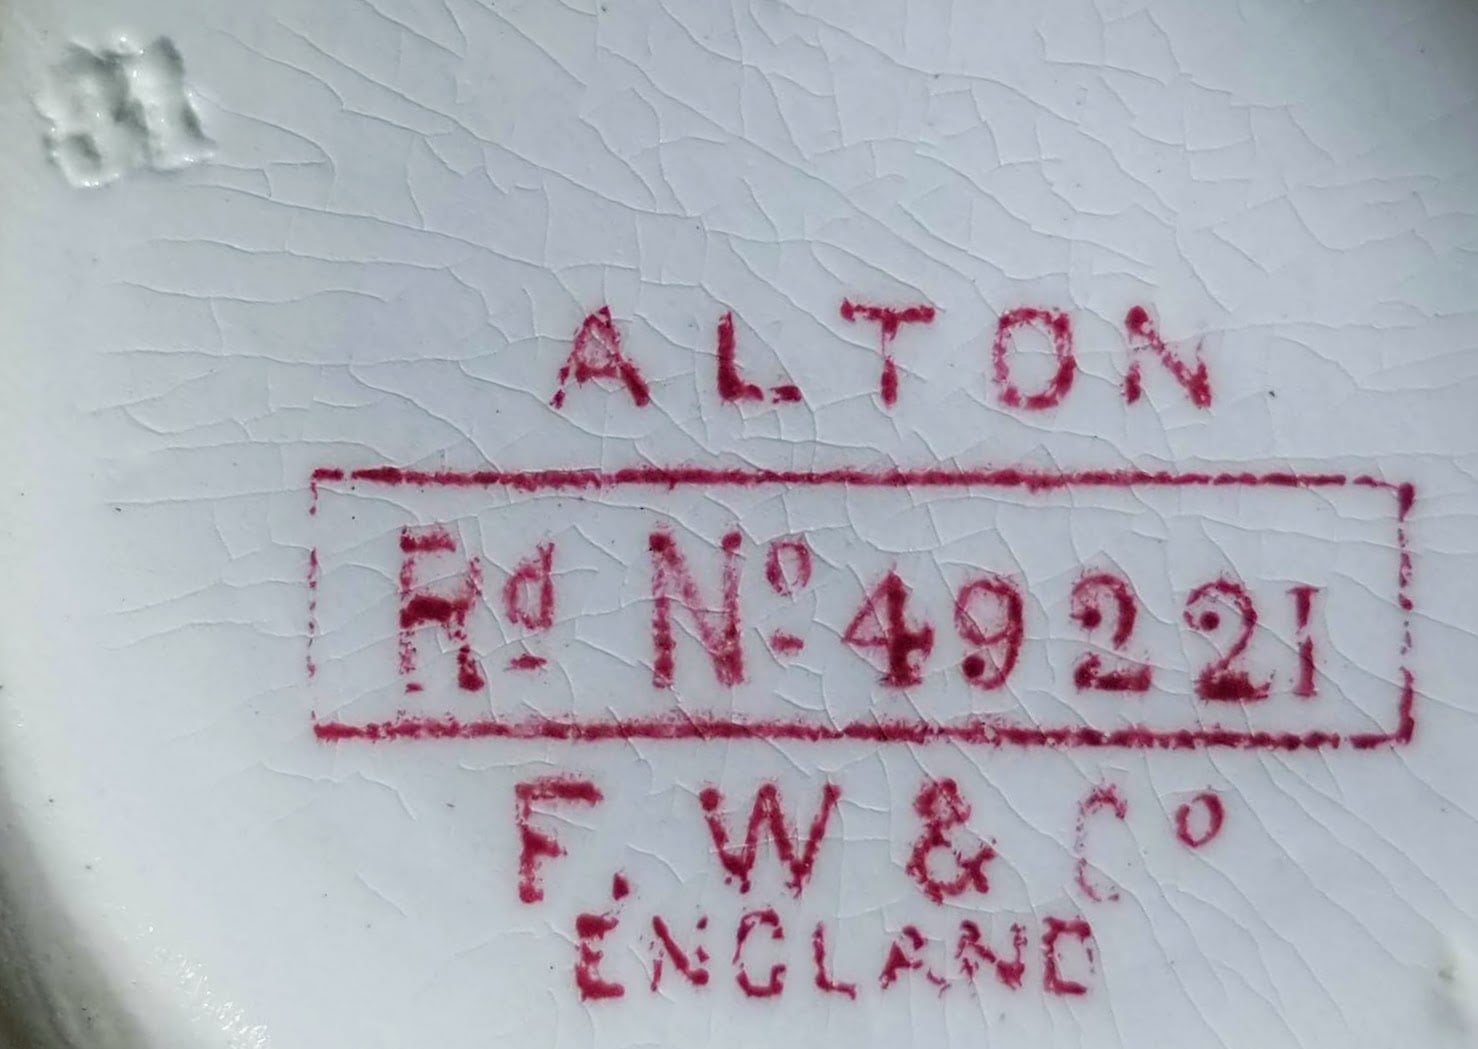 ALTON
Rd No. 49221
F. W & Co
ENGLAND